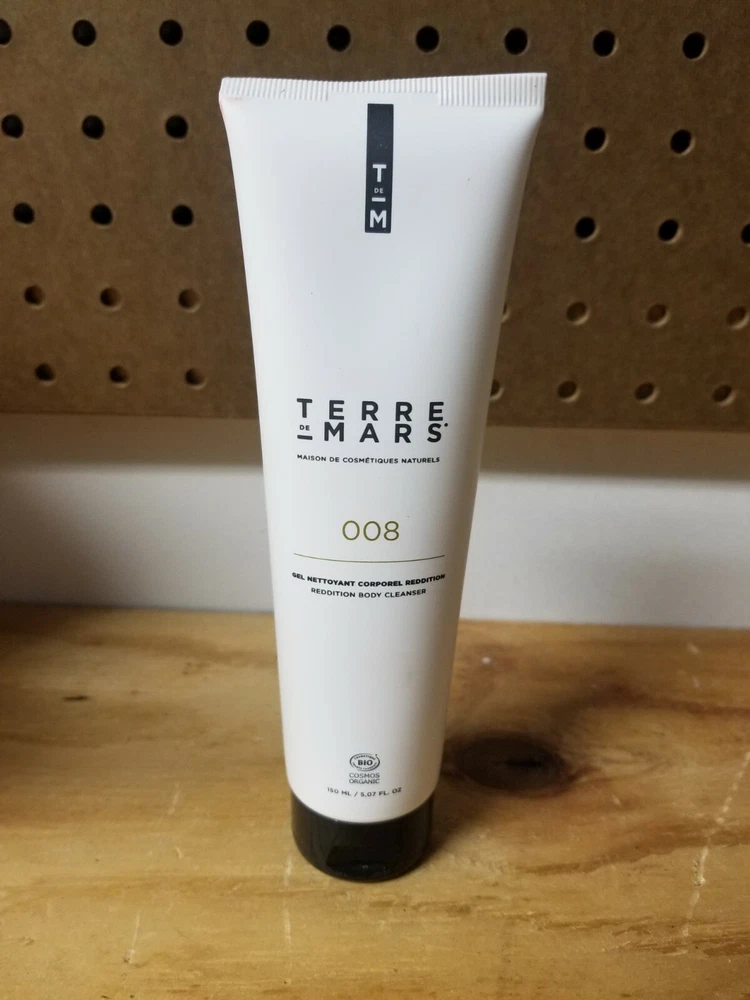 T
DE
M
TERRE
DE MARS
MAISON DE COSMÉTIQUES NATURELS
008
GEL NETTOYANT CORPOREL REDDITION
REDDITION BODY CLEANSER
BIO
COSMOS
ORGANIC
150 ML / 5.07 FL. OZ